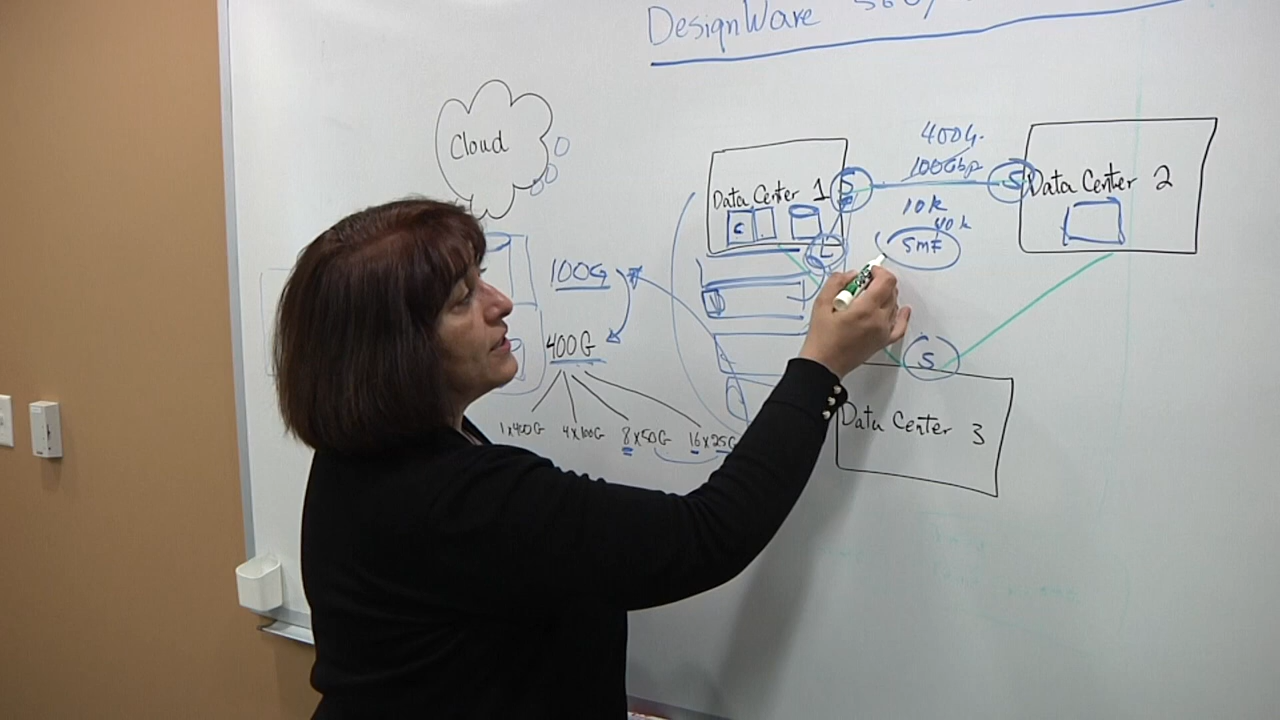 DesignWare 56G
Cloud
400G
100Gbp
Data Center 1
S
S
Data Center 2
C
L
10k
40k
SMF
100G
400G
S
1x400G 4x100G 8x50G 16x25G
Data Center 3